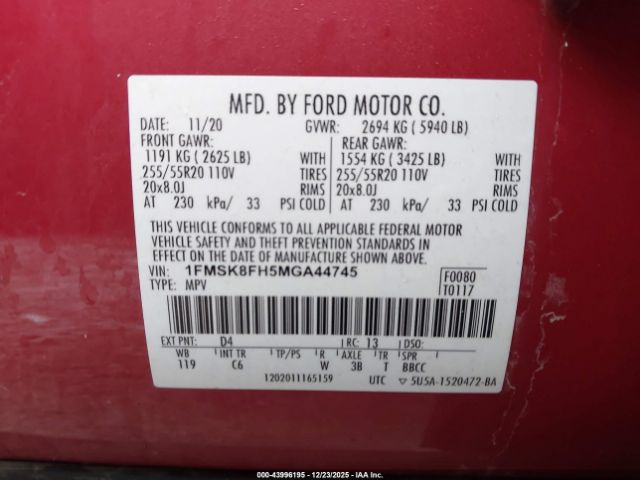 MFD. BY FORD MOTOR CO.
DATE: 11/20 GVWR: 2694 KG ( 5940 LB)
FRONT GAWR: REAR GAWR:
1191 KG ( 2625 LB) WITH 1554 KG ( 3425 LB) WITH
255/55R20 110V TIRES 255/55R20 110V TIRES
20x8.0J RIMS 20x8.0J RIMS
AT 230 kPa/ 33 PSI COLD AT 230 kPa/ 33 PSI COLD
THIS VEHICLE CONFORMS TO ALL APPLICABLE FEDERAL MOTOR
VEHICLE SAFETY AND THEFT PREVENTION STANDARDS IN
EFFECT ON THE DATE OF MANUFACTURE SHOWN ABOVE.
VIN: 1FMSK8FH5MGA44745 F0080
TYPE: MPV T0117
EXT PNT: D4 RC: 13 DSO:
WB INT TR TP/PS R AXLE TR SPR
119 C6 W 3B T BBCC
1202011165159 UTC 5U5A-1520472-BA
000-43996195 - 12/23/2025 - IAA Inc.